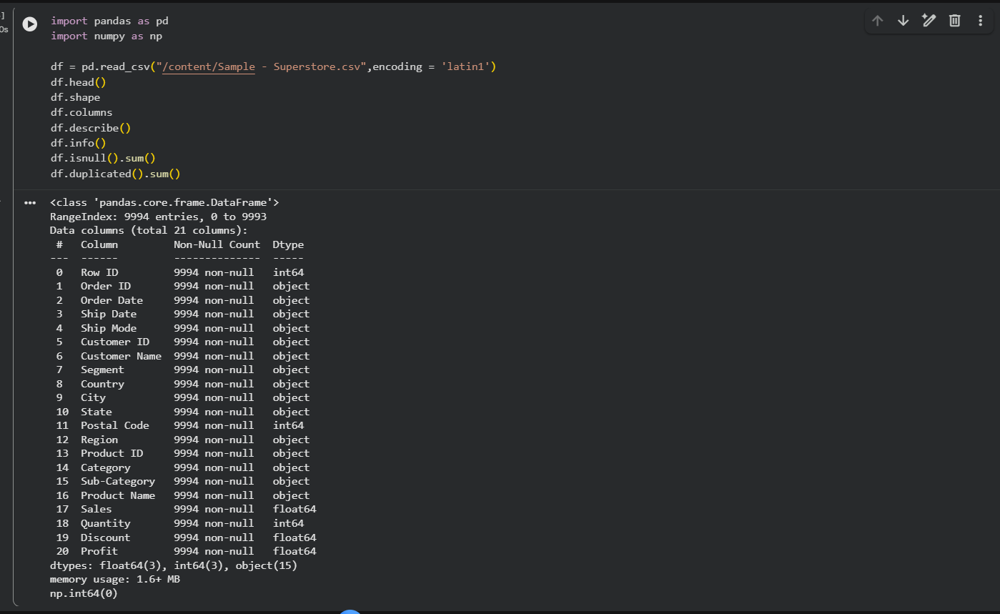 ]
0s
import pandas as pd
import numpy as np
df = pd.read_csv("/content/Sample - Superstore.csv",encoding = 'latin1')
df.head()
df.shape
df.columns
df.describe()
df.info()
df.isnull().sum()
df.duplicated().sum()
<class 'pandas.core.frame.DataFrame'>
RangeIndex: 9994 entries, 0 to 9993
Data columns (total 21 columns):
 #   Column         Non-Null Count  Dtype
---  ------         --------------  -----
 0   Row ID         9994 non-null   int64
 1   Order ID       9994 non-null   object
 2   Order Date     9994 non-null   object
 3   Ship Date      9994 non-null   object
 4   Ship Mode      9994 non-null   object
 5   Customer ID    9994 non-null   object
 6   Customer Name  9994 non-null   object
 7   Segment        9994 non-null   object
 8   Country        9994 non-null   object
 9   City           9994 non-null   object
 10  State          9994 non-null   object
 11  Postal Code    9994 non-null   int64
 12  Region         9994 non-null   object
 13  Product ID     9994 non-null   object
 14  Category       9994 non-null   object
 15  Sub-Category   9994 non-null   object
 16  Product Name   9994 non-null   object
 17  Sales          9994 non-null   float64
 18  Quantity       9994 non-null   int64
 19  Discount       9994 non-null   float64
 20  Profit         9994 non-null   float64
dtypes: float64(3), int64(3), object(15)
memory usage: 1.6+ MB
np.int64(0)